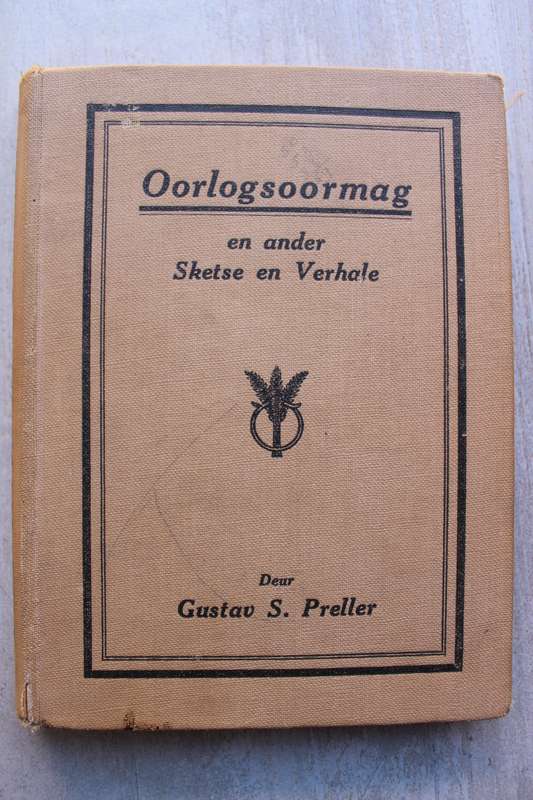 Oorlogsoormag
en ander
Sketse en Verhale
Deur
Gustav S. Preller